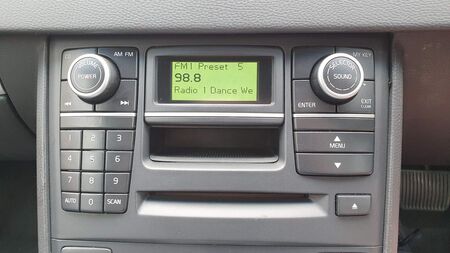 AM FM
VOLUME
POWER
FM1 Preset 5
98.8
Radio 1 Dance We
MY KEY
SELECTOR
SOUND
ENTER
EXIT
CLEAR
MENU
1 2 3
4 5 6
7 8 9
AUTO 0 SCAN